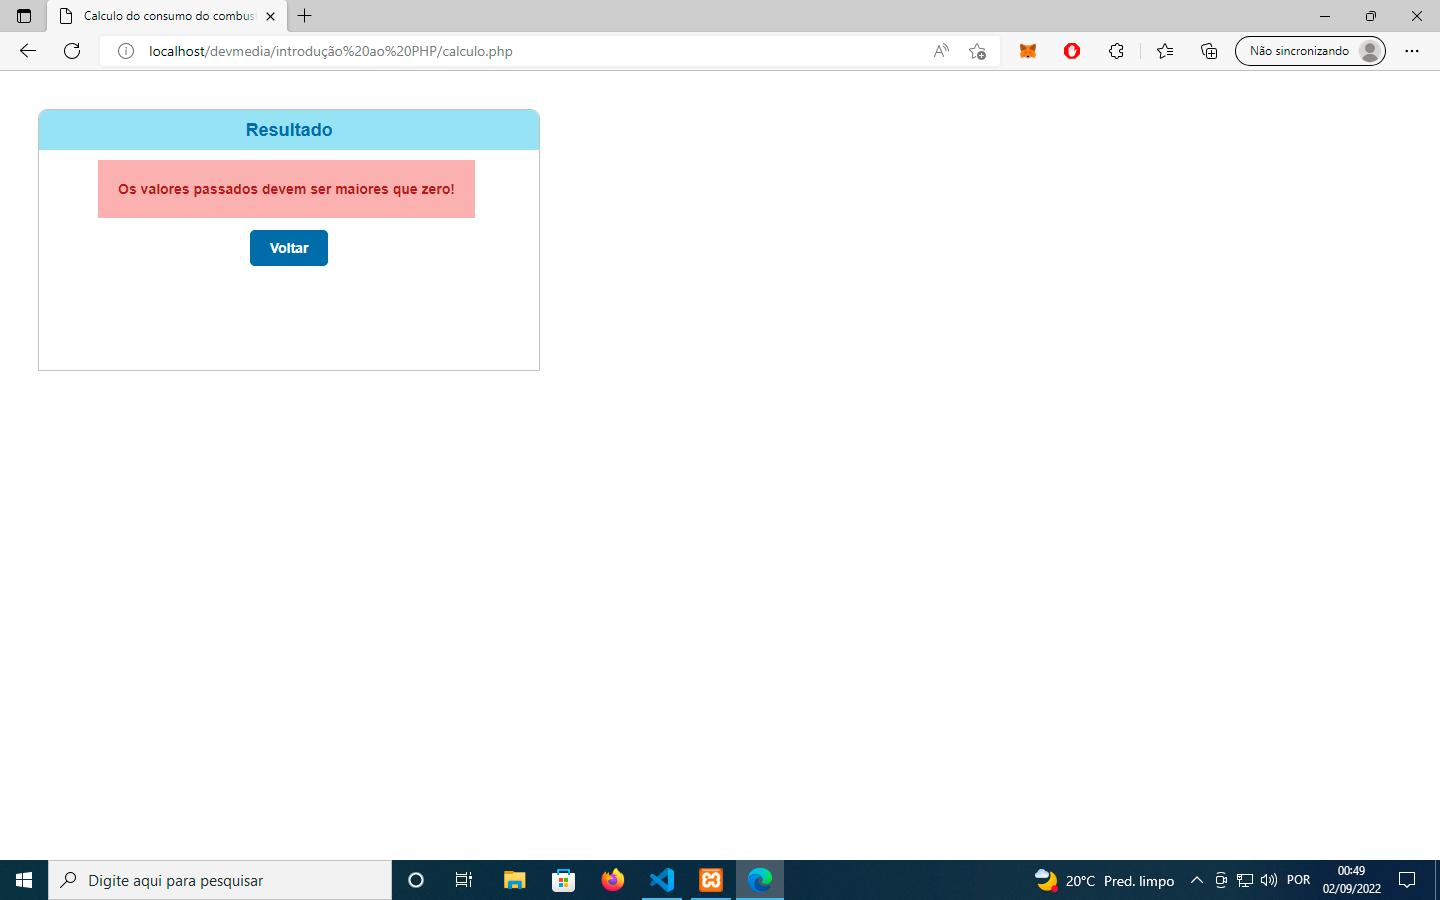 Calculo do consumo do combust
localhost/devmedia/introdução%20ao%20PHP/calculo.php
Não sincronizando
Resultado
Os valores passados devem ser maiores que zero!
Voltar
Digite aqui para pesquisar
20°C Pred. limpo
POR
00:49
02/09/2022